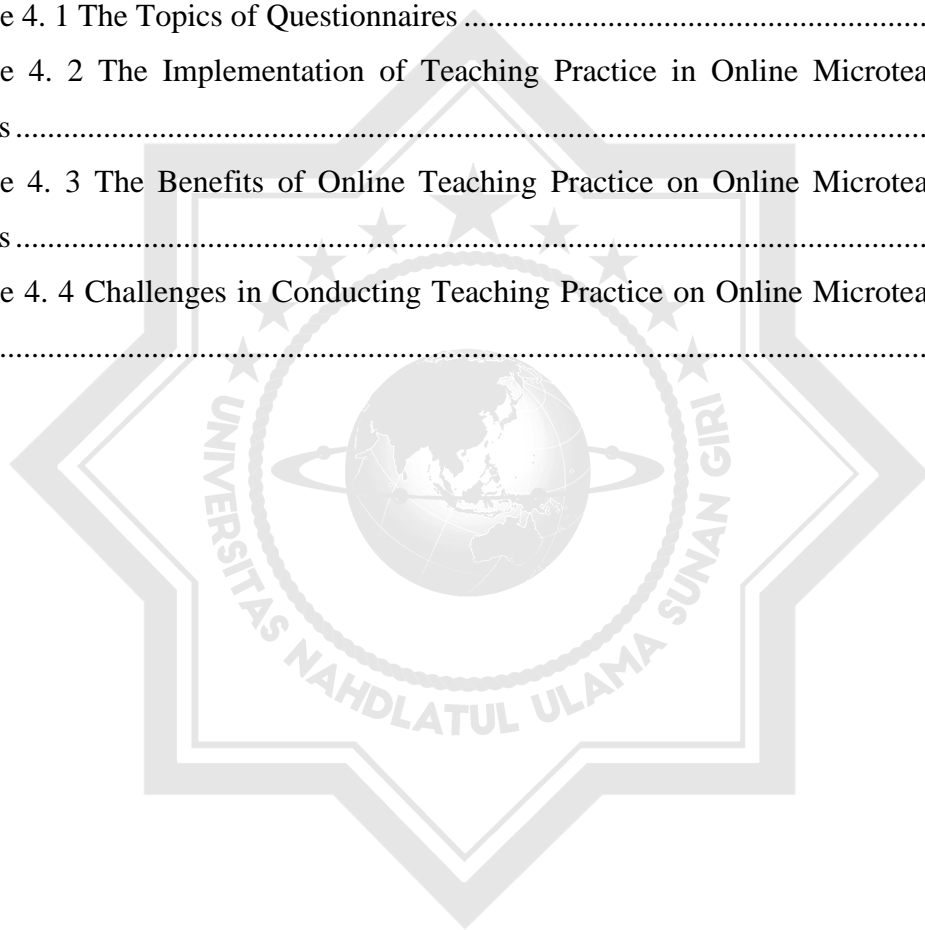 e 4. 1 The Topics of Questionnaires ................................................
e 4. 2 The Implementation of Teaching Practice in Online Microtea
s ................................................................................................
e 4. 3 The Benefits of Online Teaching Practice on Online Microtea
s ................................................................................................
e 4. 4 Challenges in Conducting Teaching Practice on Online Microtea
................................................................................................
UNIVERSITAS NAHDLATUL ULAMA SUNAN GIRI